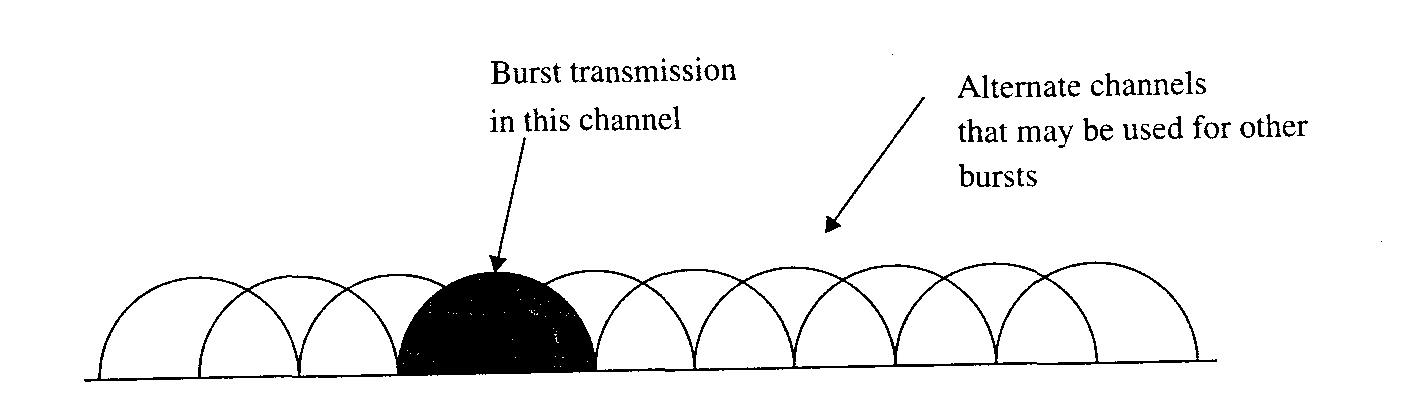 Burst transmission
in this channel
Alternate channels
that may be used for other
bursts